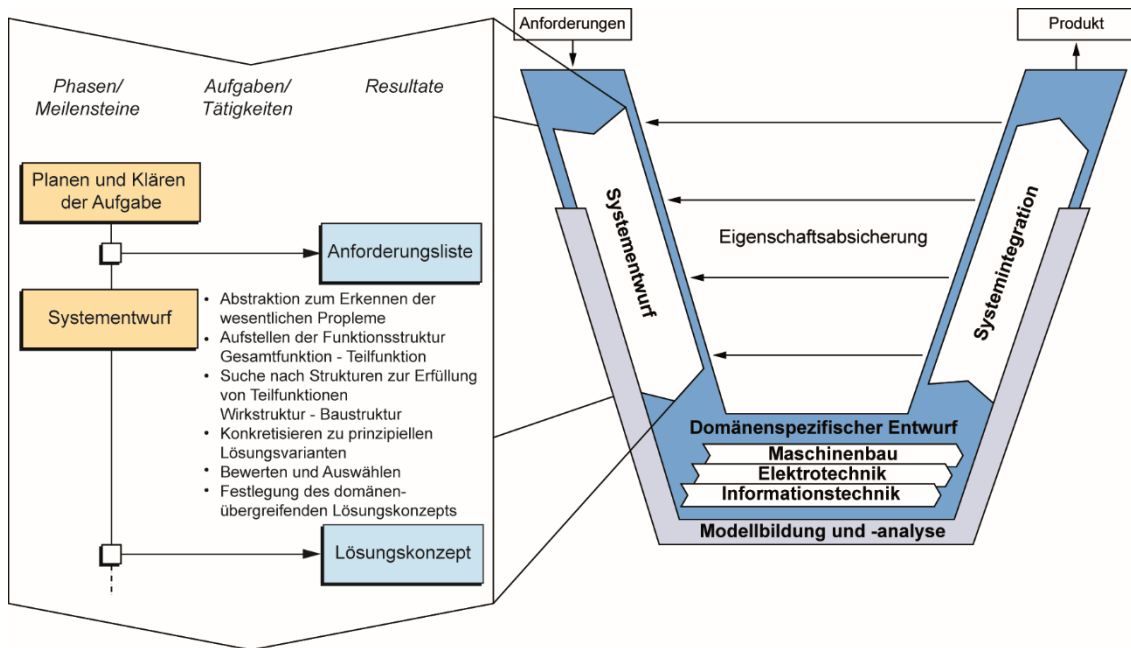 Phasen/
Meilensteine
Aufgaben/
Tätigkeiten
Resultate
Planen und Klären
der Aufgabe
Anforderungsliste
Systementwurf
• Abstraktion zum Erkennen der
wesentlichen Propleme
• Aufstellen der Funktionsstruktur
Gesamtfunktion - Teilfunktion
• Suche nach Strukturen zur Erfüllung
von Teilfunktionen
Wirkstruktur - Baustruktur
• Konkretisieren zu prinzipiellen
Lösungsvarianten
• Bewerten und Auswählen
• Festlegung des domänen-
übergreifenden Lösungskonzepts
Lösungskonzept
Anforderungen
Produkt
Systementwurf
Eigenschaftsabsicherung
Systemintegration
Domänenspezifischer Entwurf
Maschinenbau
Elektrotechnik
Informationstechnik
Modellbildung und -analyse